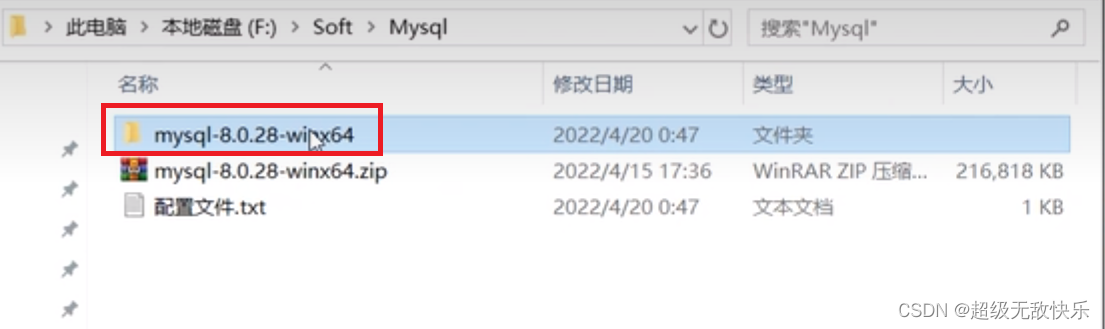 此电脑 > 本地磁盘 (F:) > Soft > Mysql 搜索"Mysql"
名称 修改日期 类型 大小
mysql-8.0.28-winx64 2022/4/20 0:47 文件夹
mysql-8.0.28-winx64.zip 2022/4/15 17:36 WinRAR ZIP 压缩... 216,818 KB
配置文件.txt 2022/4/20 0:47 文本文档 1 KB
CSDN @超级无敌快乐